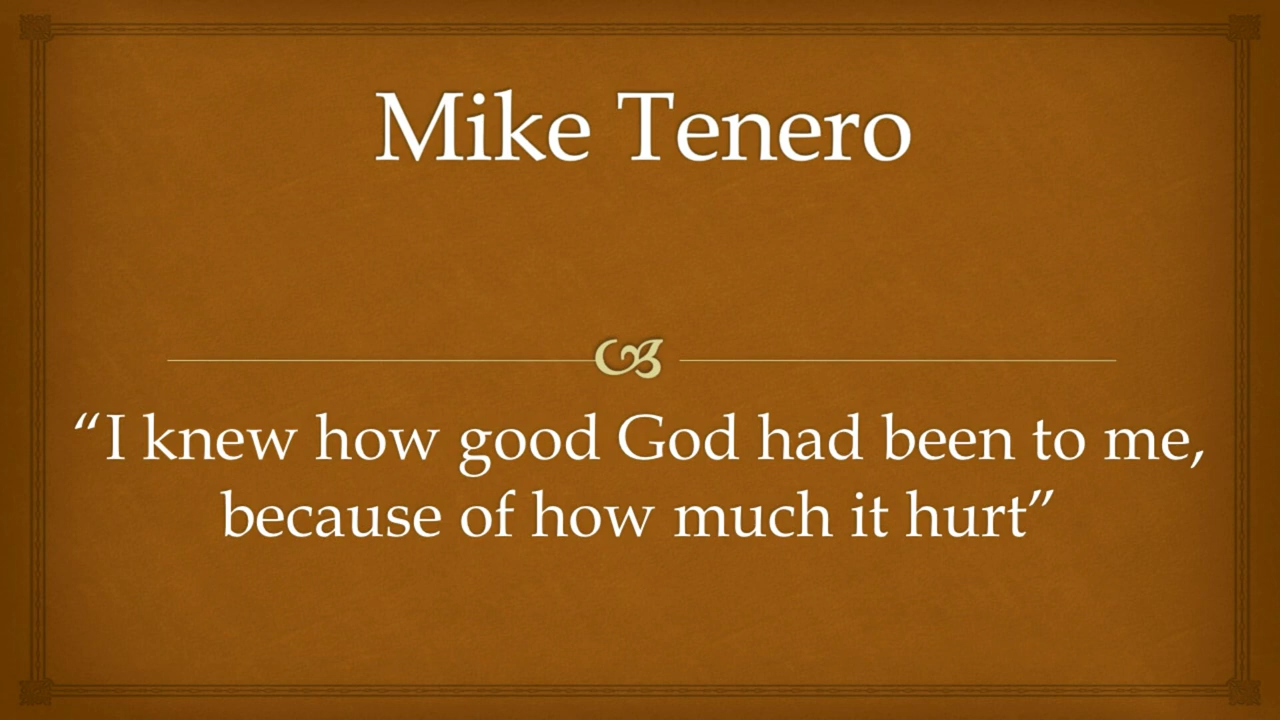 Mike Tenero
“I knew how good God had been to me,
because of how much it hurt”